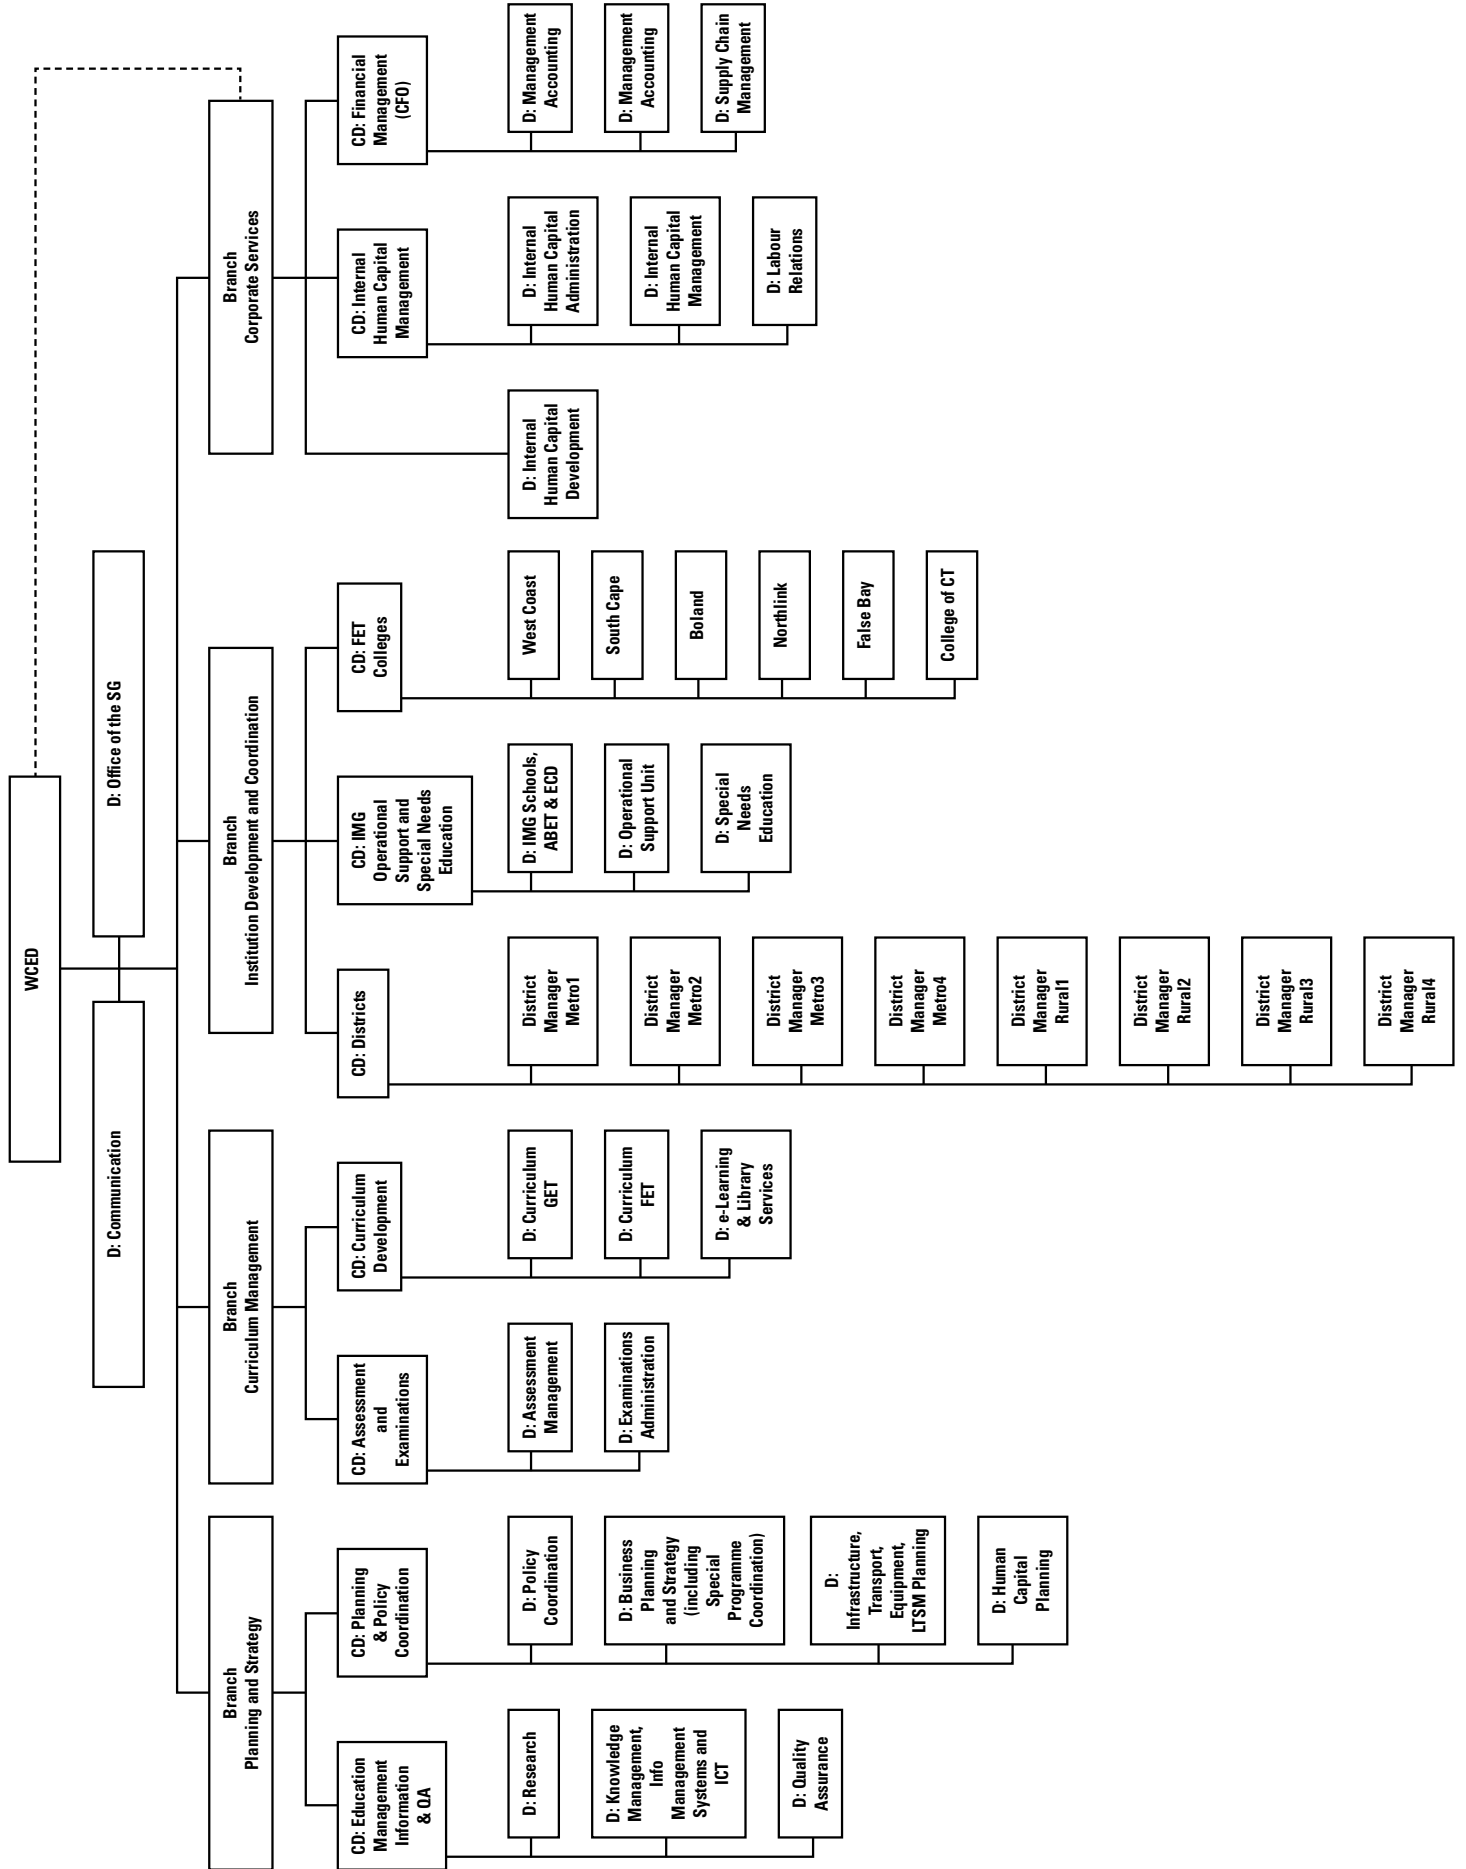 WCED
D: Communication
D: Office of the SG
Branch
Planning and Strategy
Branch
Curriculum Management
Branch
Institution Development and Coordination
Branch
Corporate Services
CD: Education
Management
Information
& QA
CD: Planning
& Policy
Coordination
CD: Assessment
and
Examinations
CD: Curriculum
Development
CD: Districts
CD: IMG
Operational
Support and
Special Needs
Education
CD: FET
Colleges
CD: Internal
Human Capital
Management
CD: Financial
Management
(CFO)
D: Research
D: Knowledge
Management,
Info
Management
Systems and
ICT
D: Quality
Assurance
D: Policy
Coordination
D: Business
Planning
and Strategy
(including
Special
Programme
Coordination)
D:
Infrastructure,
Transport,
Equipment,
LTSM Planning
D: Human
Capital
Planning
D: Assessment
Management
D: Examinations
Administration
D: Curriculum
GET
D: Curriculum
FET
D: e-Learning
& Library
Services
District
Manager
Metro1
District
Manager
Metro2
District
Manager
Metro3
District
Manager
Metro4
District
Manager
Rural1
District
Manager
Rural2
District
Manager
Rural3
District
Manager
Rural4
D: IMG Schools,
ABET & ECD
D: Operational
Support Unit
D: Special
Needs
Education
West Coast
South Cape
Boland
Northlink
False Bay
College of CT
D: Internal
Human Capital
Development
D: Internal
Human Capital
Administration
D: Internal
Human Capital
Management
D: Labour
Relations
D: Management
Accounting
D: Management
Accounting
D: Supply Chain
Management